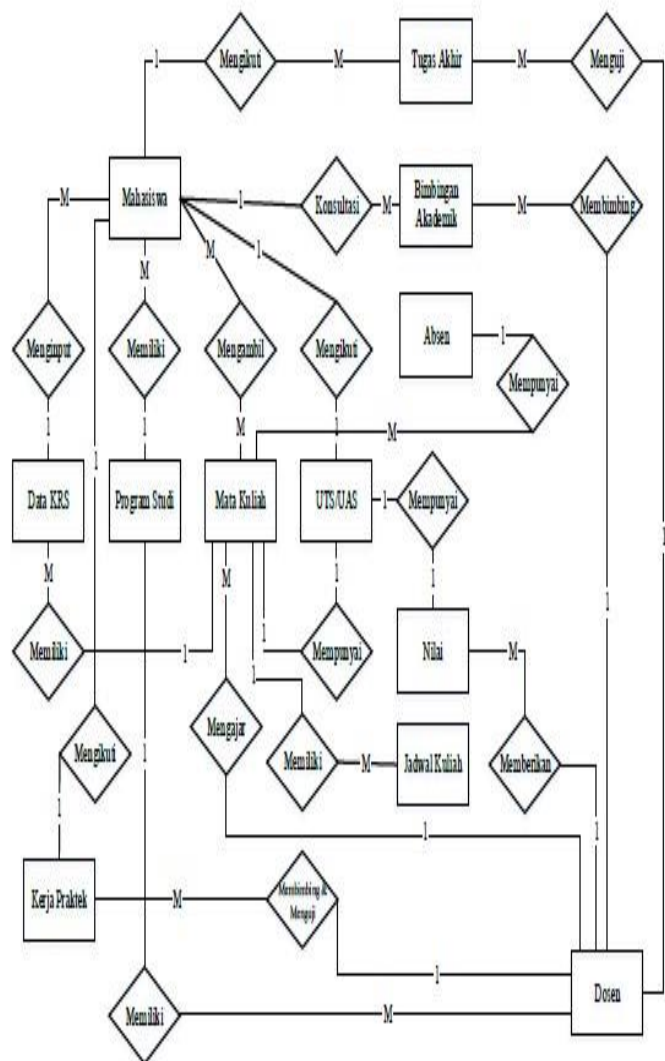 1
Mengikuti
M
Tugas Akhir
M
Menguji
Mahasiswa
M
1
Konsultasi
M
Bimbingan
Akademik
M
Membimbing
M
M
1
Menginput
Memiliki
Mengambil
Mengikuti
Absen
1
Mempunyai
1
1
M
1
M
1
Data KRS
Program Studi
Mata Kuliah
UTS/UAS
1
Mempunyai
1
M
M
1
1
Memiliki
1
1
Mempunyai
1
Nilai
M
1
Mengikuti
Mengajar
Memiliki
M
Jadwal Kuliah
Memberikan
1
1
1
1
Kerja Praktek
M
Membimbing &
Menguji
1
Dosen
Memiliki
M